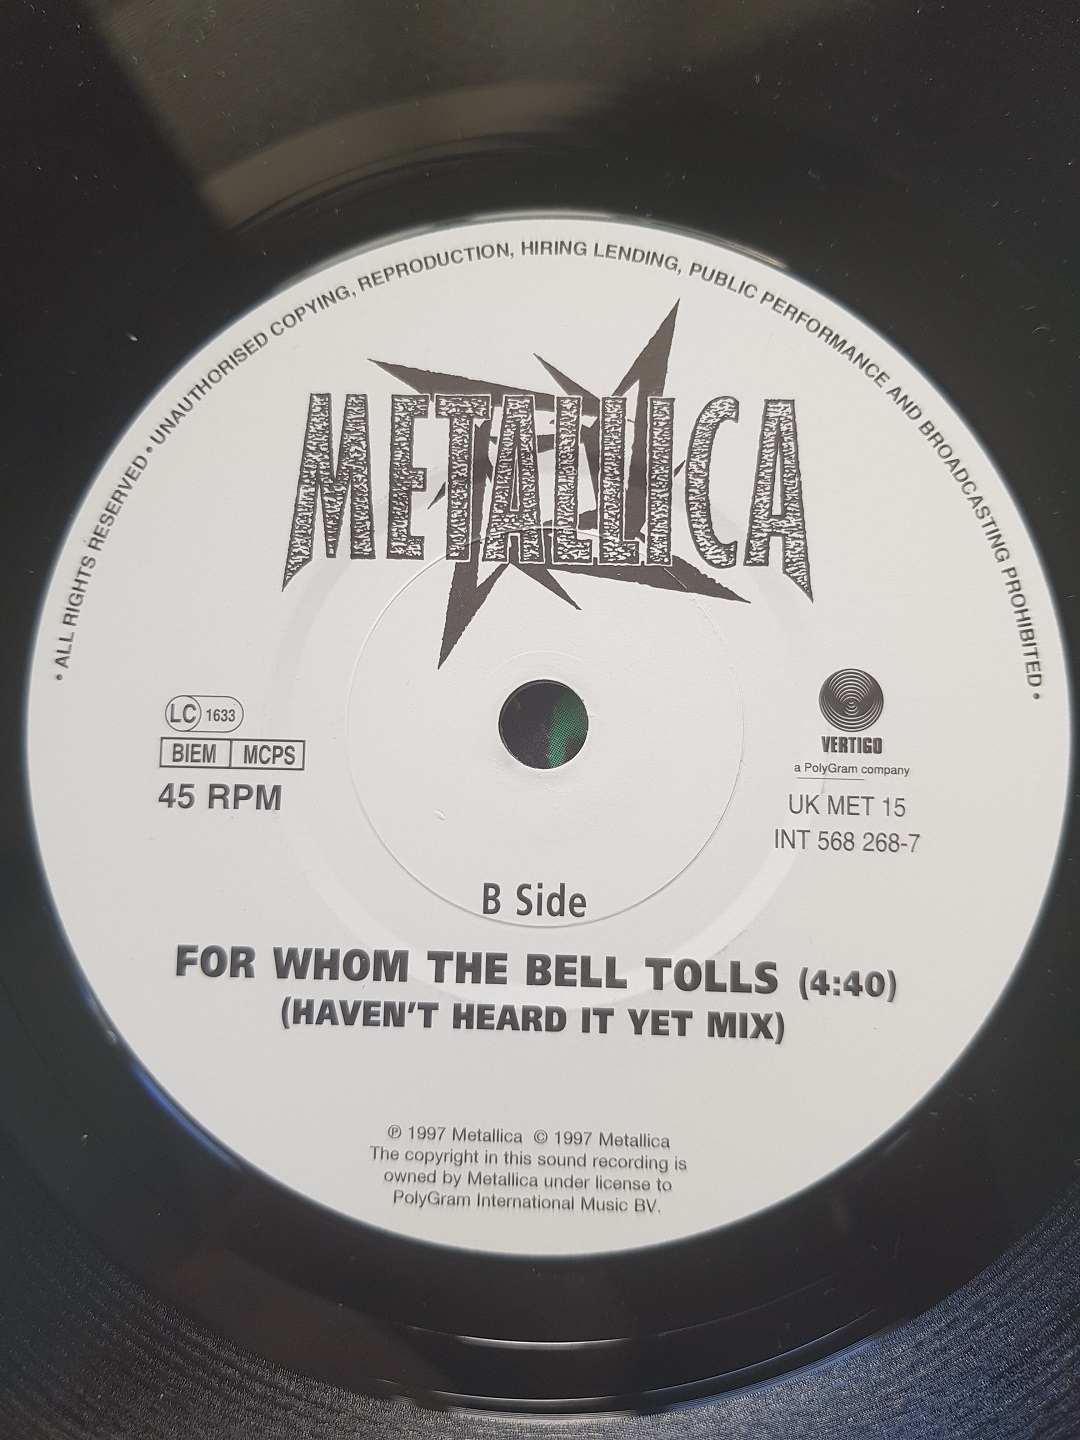 • ALL RIGHTS RESERVED • UNAUTHORISED COPYING, REPRODUCTION, HIRING LENDING, PUBLIC PERFORMANCE AND BROADCASTING PROHIBITED •
METALLICA
LC 1633
BIEM MCPS
45 RPM
VERTIGO
a PolyGram company
UK MET 15
INT 568 268-7
B Side
FOR WHOM THE BELL TOLLS (4:40)
(HAVEN'T HEARD IT YET MIX)
℗ 1997 Metallica © 1997 Metallica
The copyright in this sound recording is
owned by Metallica under license to
PolyGram International Music BV.